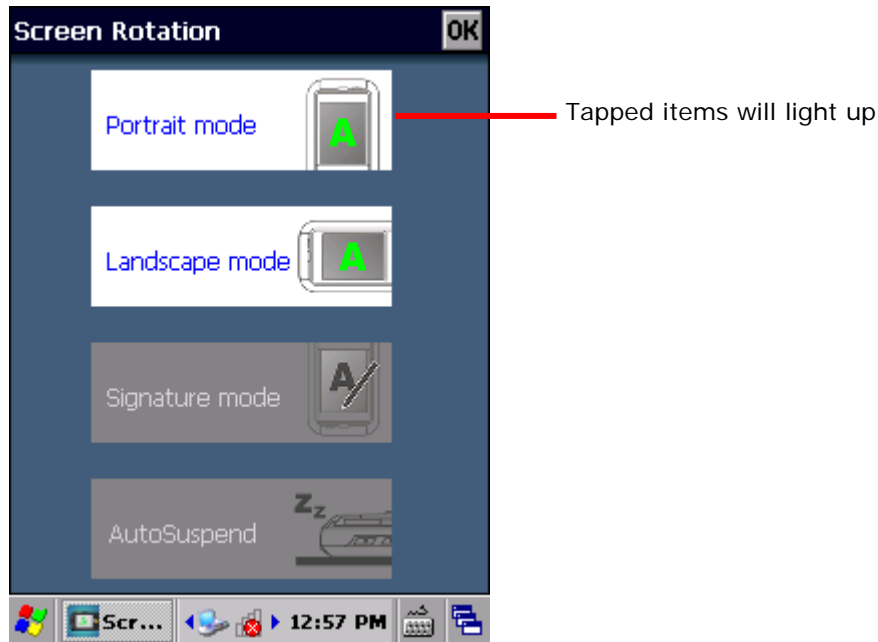 Screen Rotation OK
Portrait mode A
Tapped items will light up
Landscape mode A
Signature mode A
AutoSuspend Zz
Scr... 12:57 PM